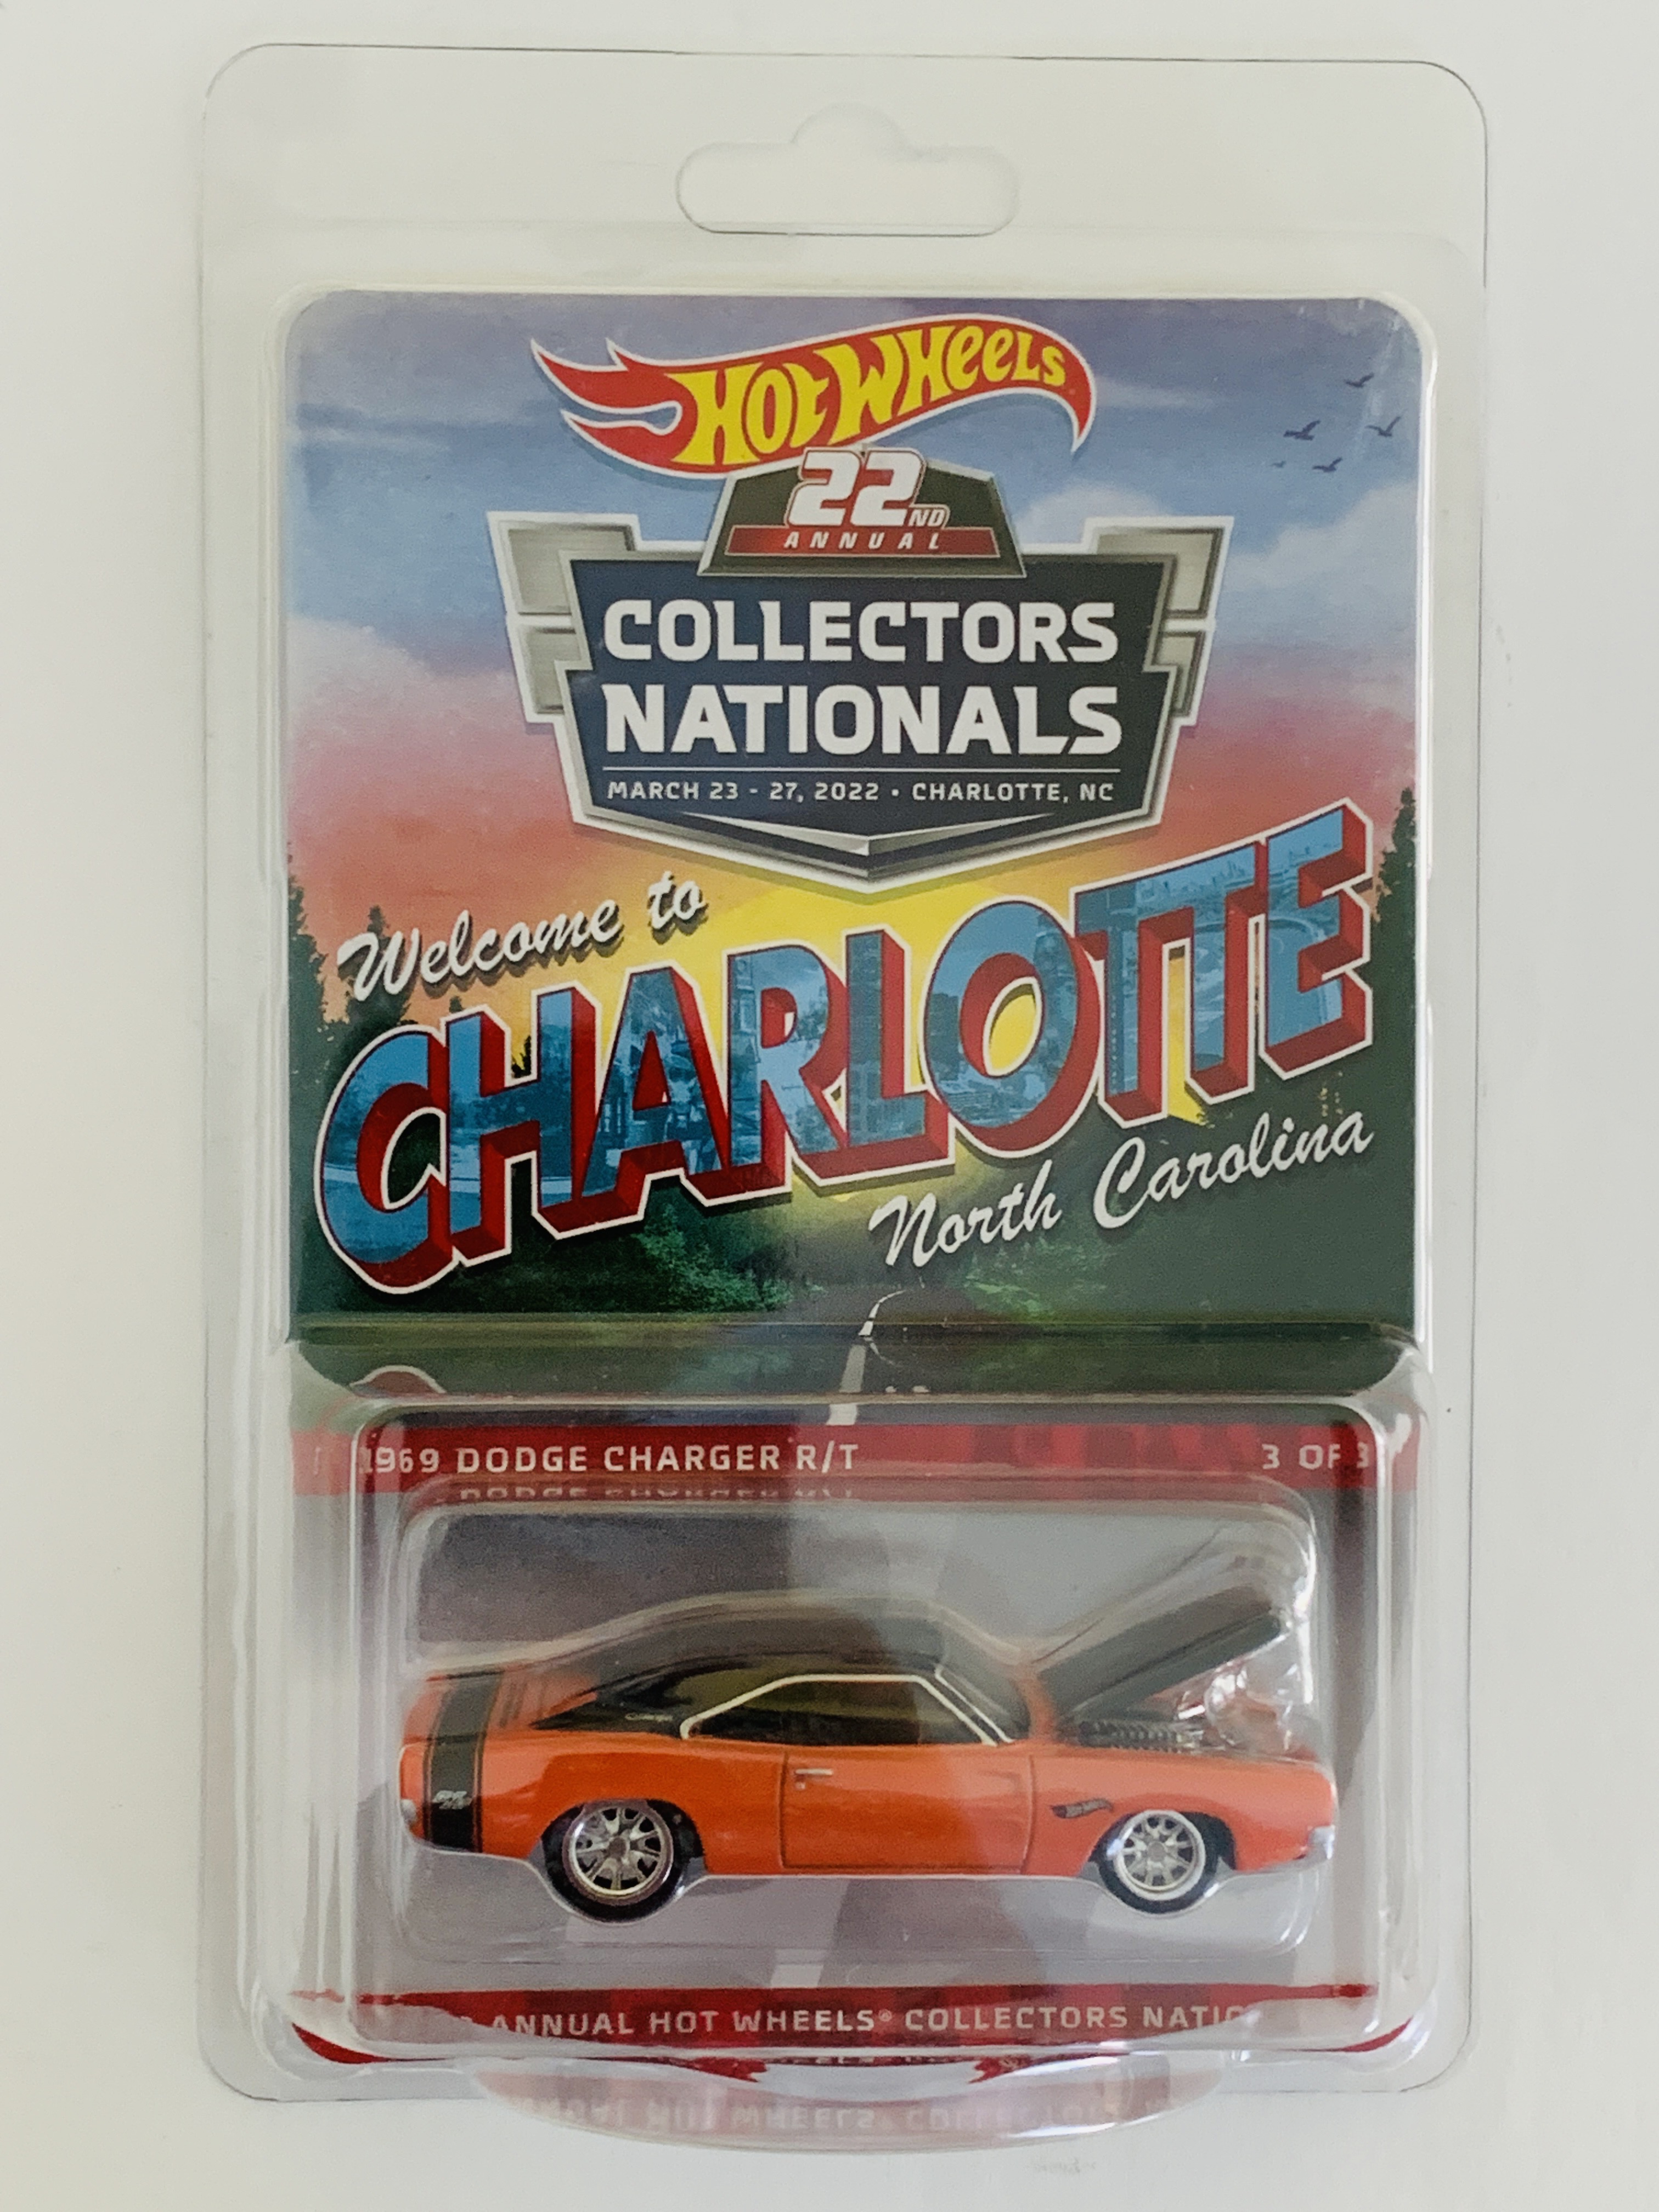 Hot Wheels
22ND
ANNUAL
COLLECTORS
NATIONALS
MARCH 23 - 27, 2022 • CHARLOTTE, NC
Welcome to
CHARLOTTE
North Carolina
1969 DODGE CHARGER R/T
3 OF 3
ANNUAL HOT WHEELS® COLLECTORS